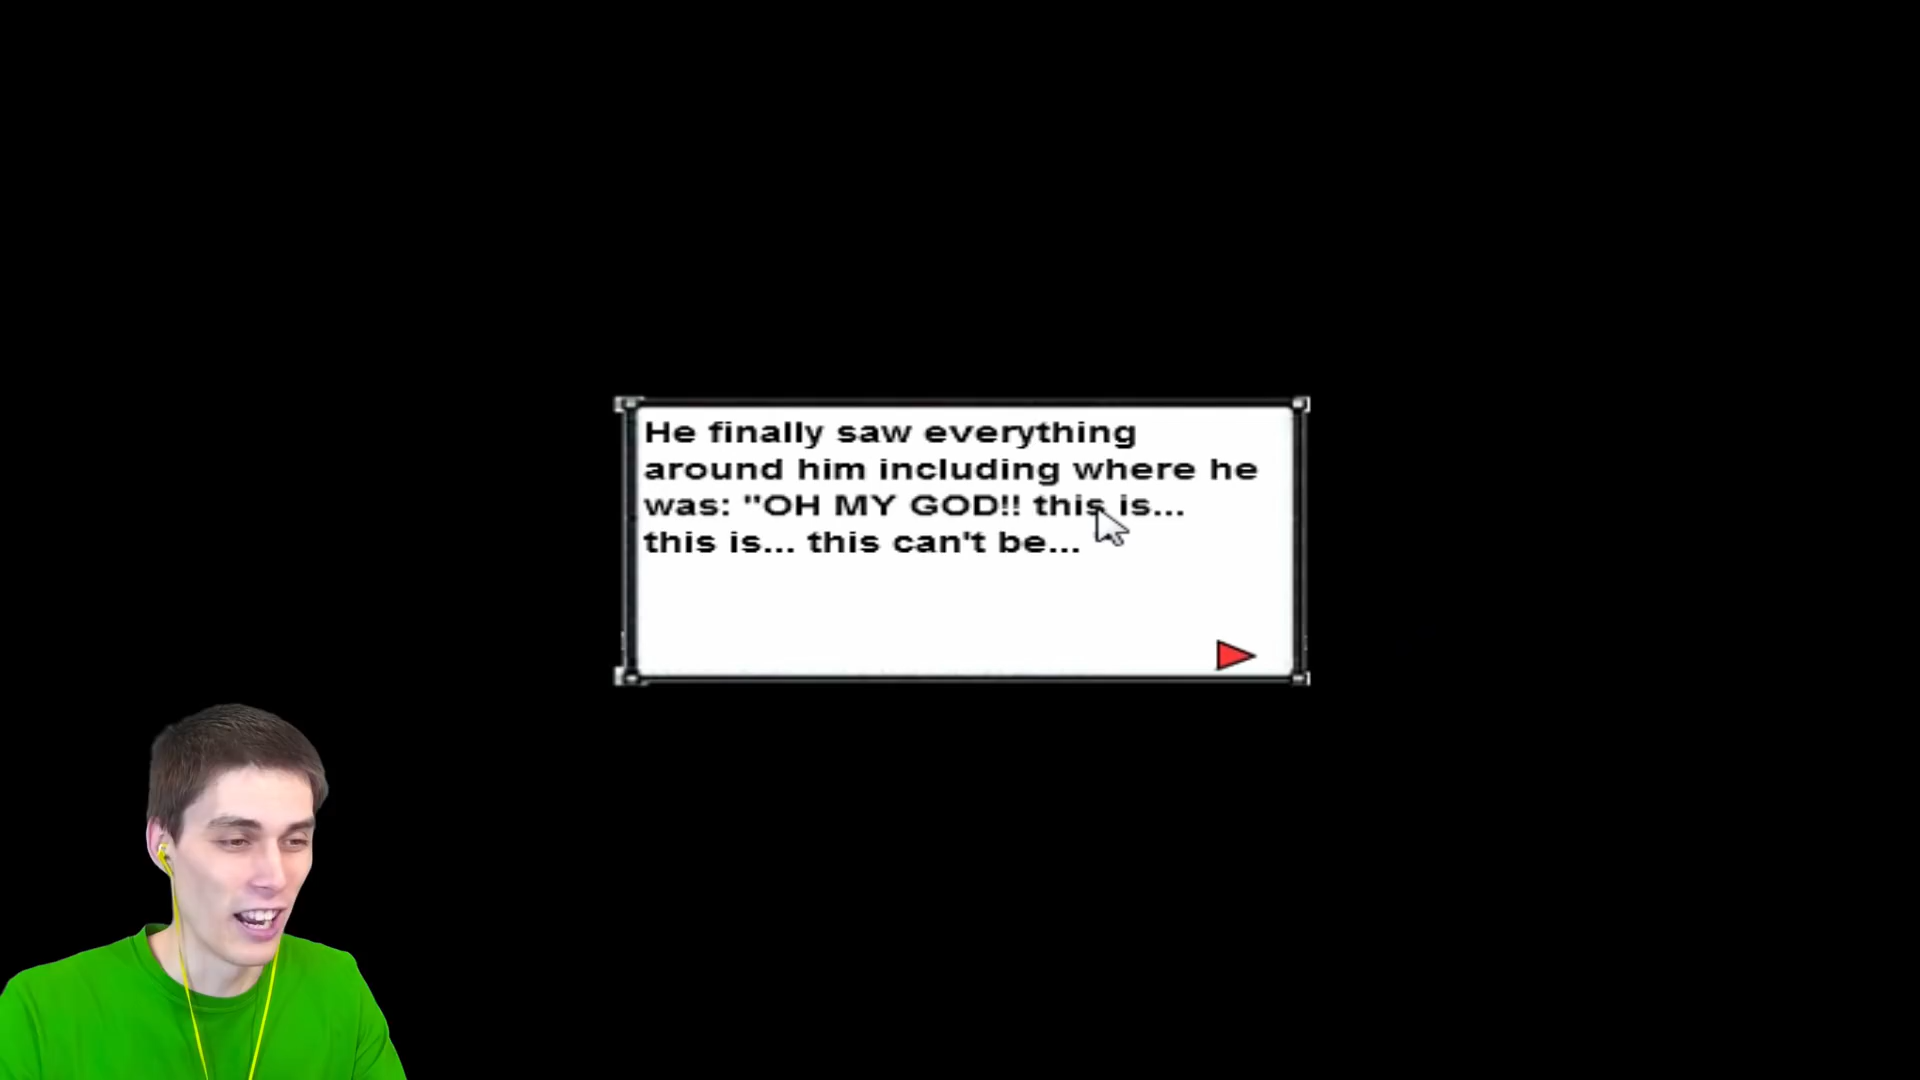 He finally saw everything
around him including where he
was: "OH MY GOD!! this is...
this is... this can't be...